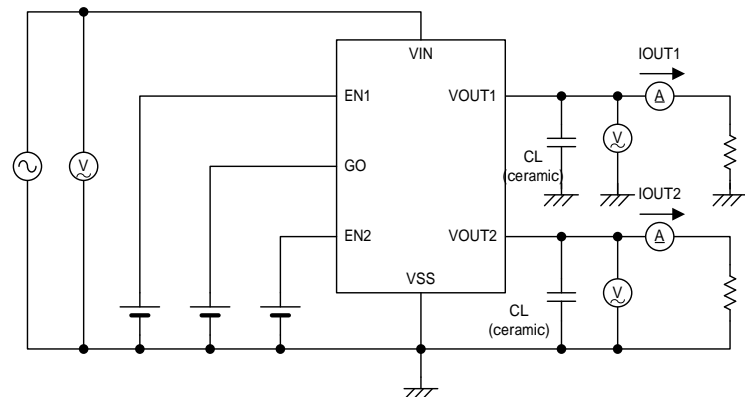 VIN
IOUT1
EN1
VOUT1
A
V
V
GO
CL
(ceramic)
IOUT2
EN2
VOUT2
A
VSS
CL
(ceramic)
V